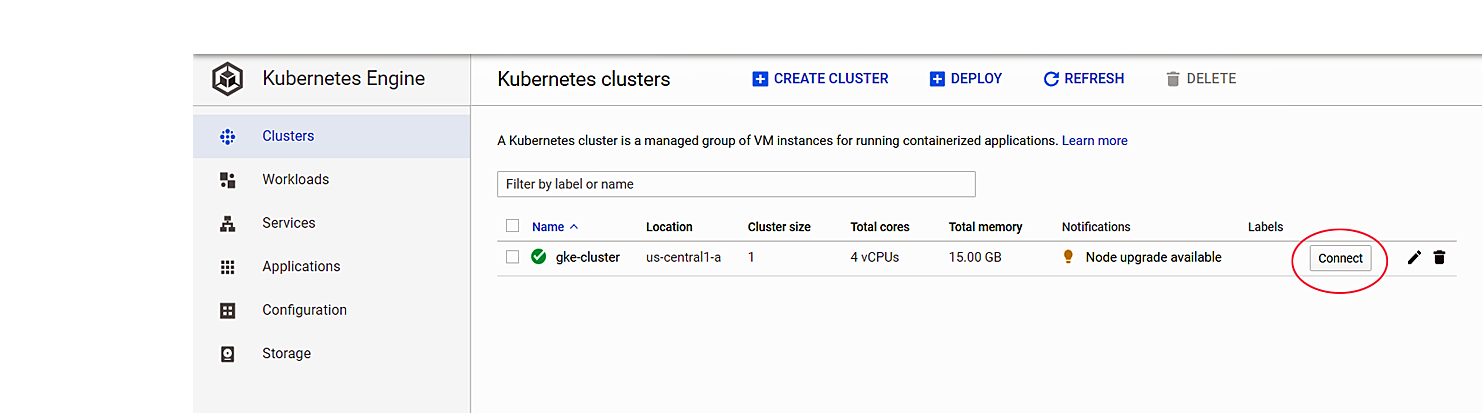 Kubernetes Engine
Clusters
Workloads
Services
Applications
Configuration
Storage
Kubernetes clusters CREATE CLUSTER DEPLOY REFRESH DELETE
A Kubernetes cluster is a managed group of VM instances for running containerized applications. Learn more
Filter by label or name
Name Location Cluster size Total cores Total memory Notifications Labels
gke-cluster us-central1-a 1 4 vCPUs 15.00 GB Node upgrade available Connect